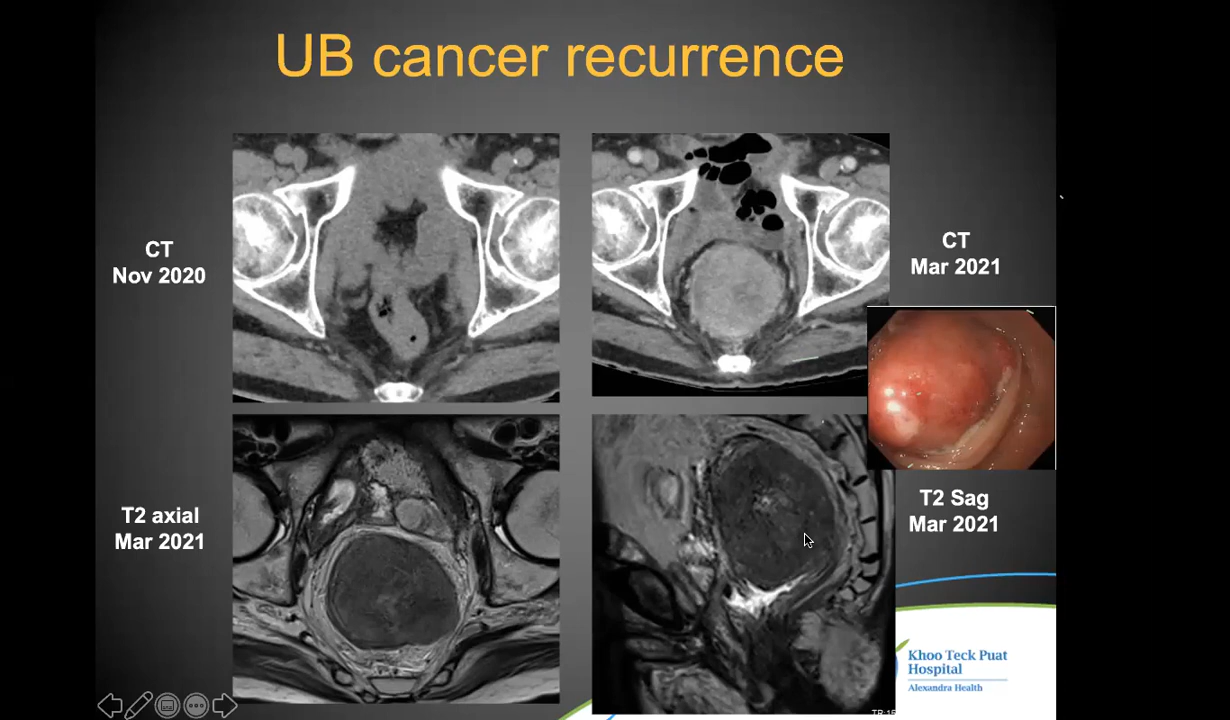 UB cancer recurrence
CT
Nov 2020
CT
Mar 2021
T2 axial
Mar 2021
T2 Sag
Mar 2021
Khoo Teck Puat
Hospital
Alexandra Health